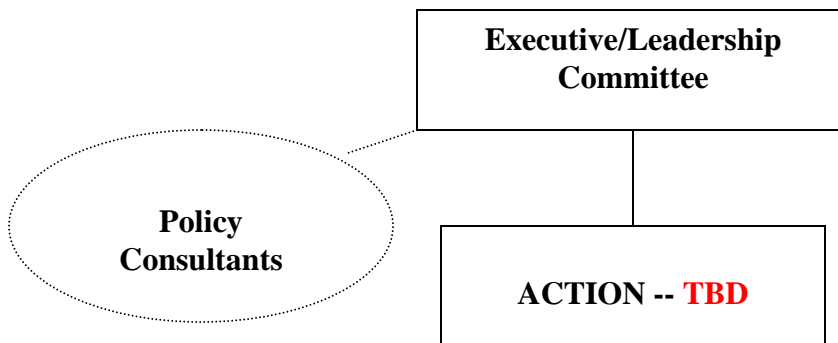 Executive/Leadership
Committee
Policy
Consultants
ACTION -- TBD